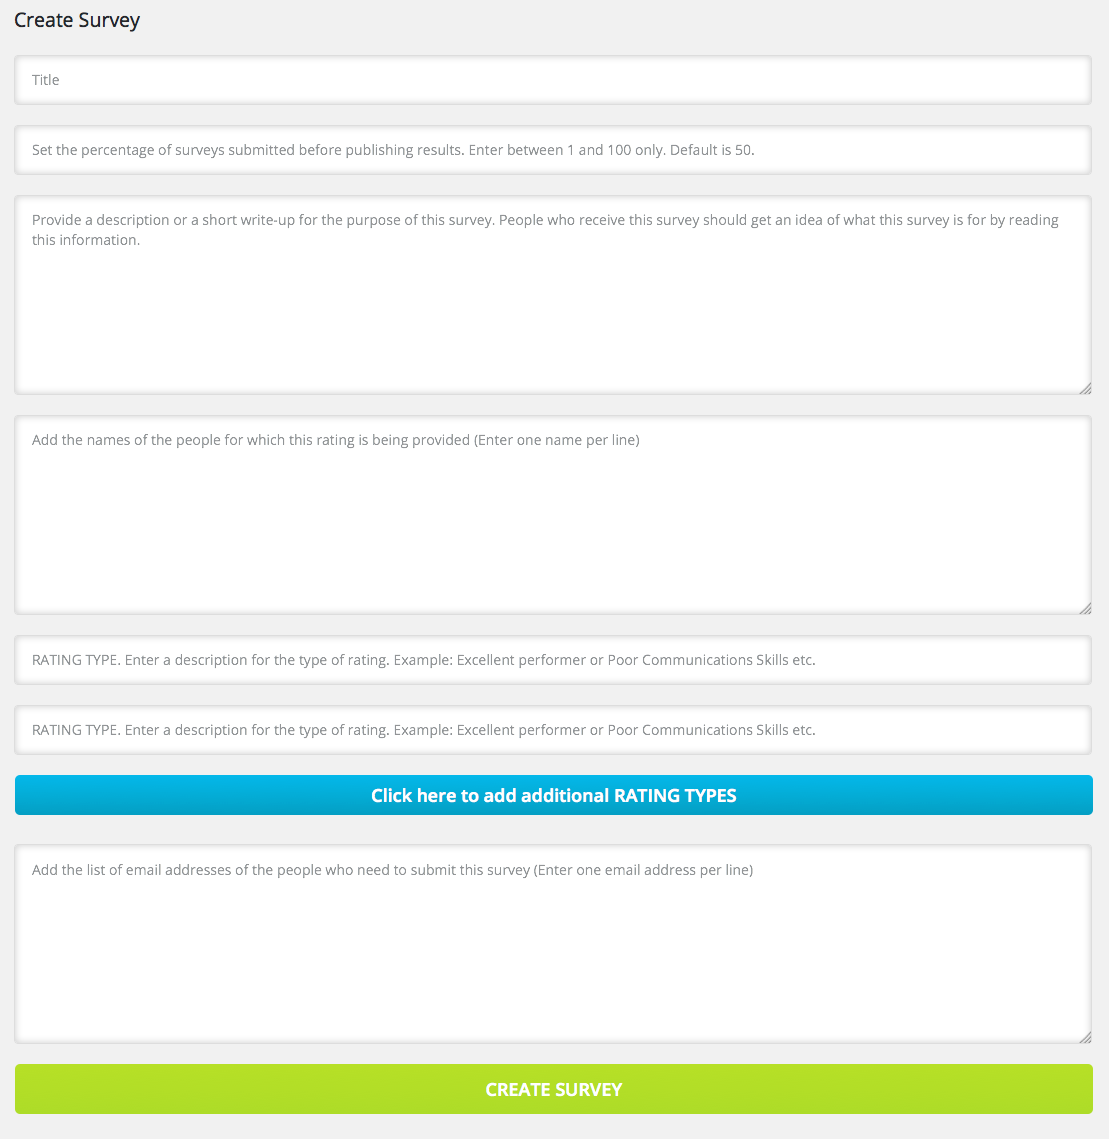 Create Survey
Title
Set the percentage of surveys submitted before publishing results. Enter between 1 and 100 only. Default is 50.
Provide a description or a short write-up for the purpose of this survey. People who receive this survey should get an idea of what this survey is for by reading
this information.
Add the names of the people for which this rating is being provided (Enter one name per line)
RATING TYPE. Enter a description for the type of rating. Example: Excellent performer or Poor Communications Skills etc.
RATING TYPE. Enter a description for the type of rating. Example: Excellent performer or Poor Communications Skills etc.
Click here to add additional RATING TYPES
Add the list of email addresses of the people who need to submit this survey (Enter one email address per line)
CREATE SURVEY